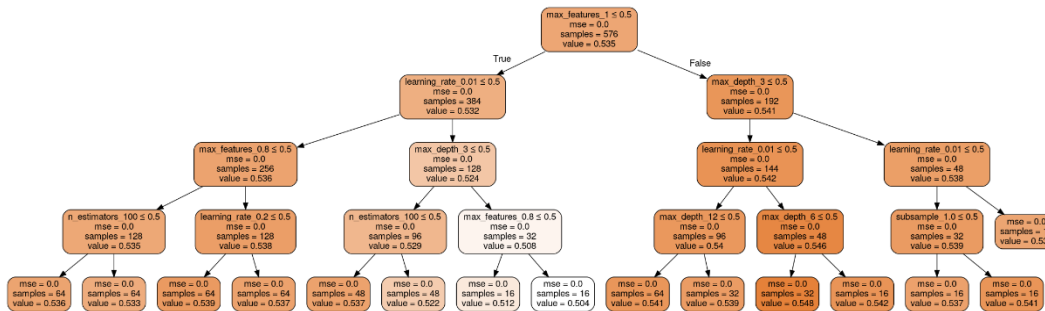 max_features_1 ≤ 0.5
mse = 0.0
samples = 576
value = 0.535
True
False
learning_rate_0.01 ≤ 0.5
mse = 0.0
samples = 384
value = 0.532
max_depth_3 ≤ 0.5
mse = 0.0
samples = 192
value = 0.541
max_features_0.8 ≤ 0.5
mse = 0.0
samples = 256
value = 0.536
max_depth_3 ≤ 0.5
mse = 0.0
samples = 128
value = 0.524
learning_rate_0.01 ≤ 0.5
mse = 0.0
samples = 144
value = 0.542
learning_rate_0.01 ≤ 0.5
mse = 0.0
samples = 48
value = 0.538
n_estimators_100 ≤ 0.5
mse = 0.0
samples = 128
value = 0.535
learning_rate_0.2 ≤ 0.5
mse = 0.0
samples = 128
value = 0.538
n_estimators_100 ≤ 0.5
mse = 0.0
samples = 96
value = 0.529
max_features_0.8 ≤ 0.5
mse = 0.0
samples = 32
value = 0.508
max_depth_12 ≤ 0.5
mse = 0.0
samples = 96
value = 0.54
max_depth_6 ≤ 0.5
mse = 0.0
samples = 48
value = 0.546
subsample_1.0 ≤ 0.5
mse = 0.0
samples = 32
value = 0.539
mse = 0.0
samples =
value =
mse = 0.0
samples = 64
value = 0.536
mse = 0.0
samples = 64
value = 0.533
mse = 0.0
samples = 64
value = 0.539
mse = 0.0
samples = 64
value = 0.537
mse = 0.0
samples = 48
value = 0.537
mse = 0.0
samples = 48
value = 0.522
mse = 0.0
samples = 16
value = 0.512
mse = 0.0
samples = 16
value = 0.504
mse = 0.0
samples = 64
value = 0.541
mse = 0.0
samples = 32
value = 0.539
mse = 0.0
samples = 32
value = 0.548
mse = 0.0
samples = 16
value = 0.542
mse = 0.0
samples = 16
value = 0.537
mse = 0.0
samples = 16
value = 0.541